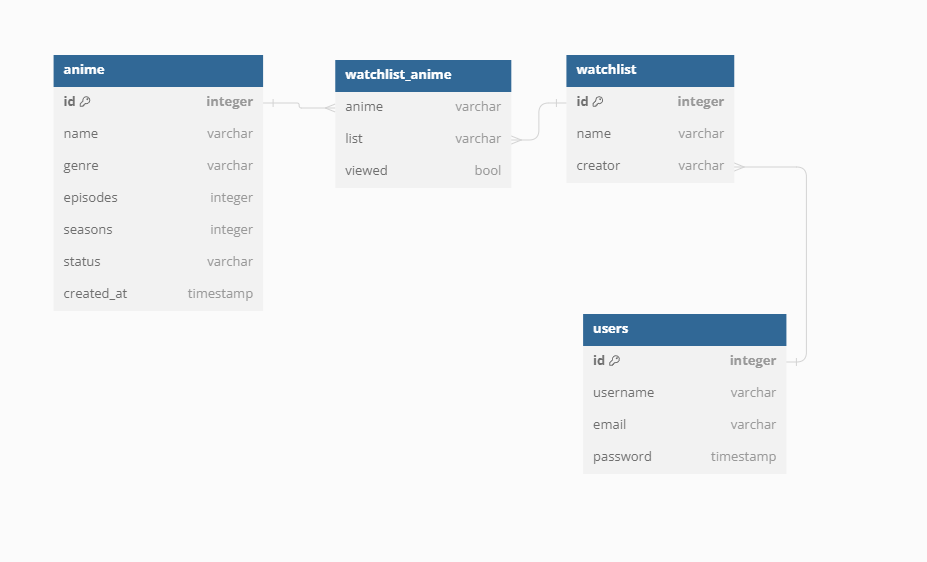 anime
id integer
name varchar
genre varchar
episodes integer
seasons integer
status varchar
created_at timestamp
watchlist_anime
anime varchar
list varchar
viewed bool
watchlist
id integer
name varchar
creator varchar
users
id integer
username varchar
email varchar
password timestamp